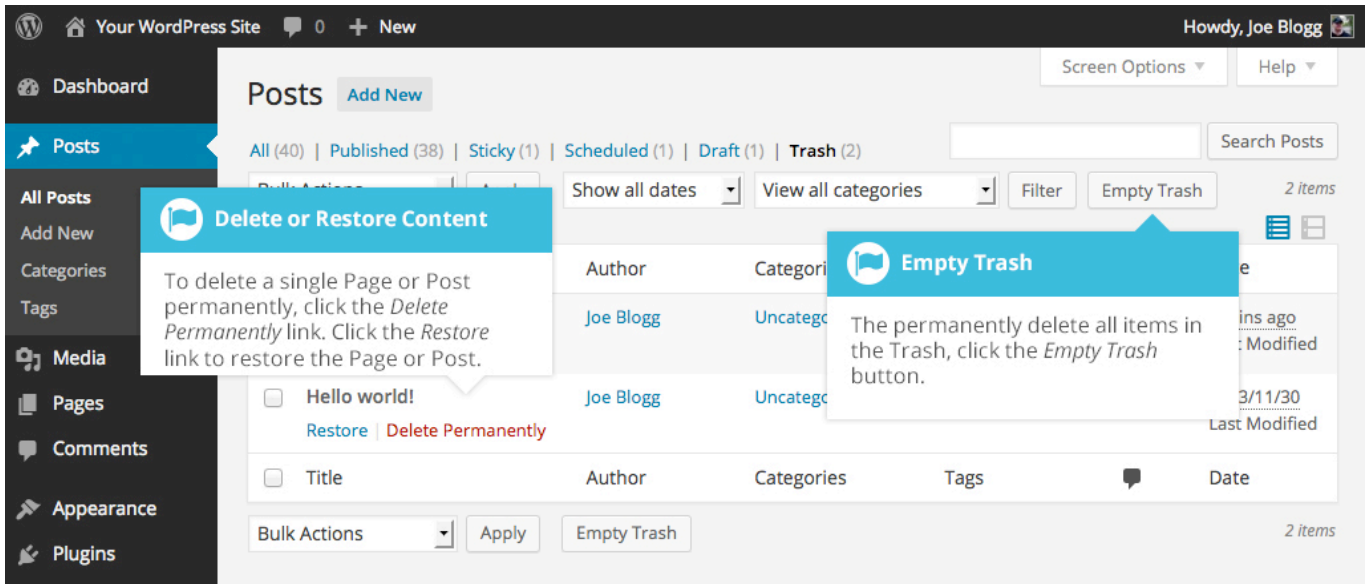 Your WordPress Site 0 + New Howdy, Joe Blogg
Dashboard
Posts
All Posts
Add New
Categories
Tags
Media
Pages
Comments
Appearance
Plugins
Screen Options Help
Posts Add New
All (40) | Published (38) | Sticky (1) | Scheduled (1) | Draft (1) | Trash (2)
Search Posts
Bulk Actions Apply Show all dates View all categories Filter Empty Trash 2 items
Delete or Restore Content
To delete a single Page or Post
permanently, click the Delete
Permanently link. Click the Restore
link to restore the Page or Post.
Empty Trash
The permanently delete all items in
the Trash, click the Empty Trash
button.
Author
Joe Blogg
ago
Modified
Hello world! Joe Blogg
Restore | Delete Permanently
Last Modified
Title Author Categories Tags Date
Bulk Actions Apply Empty Trash 2 items